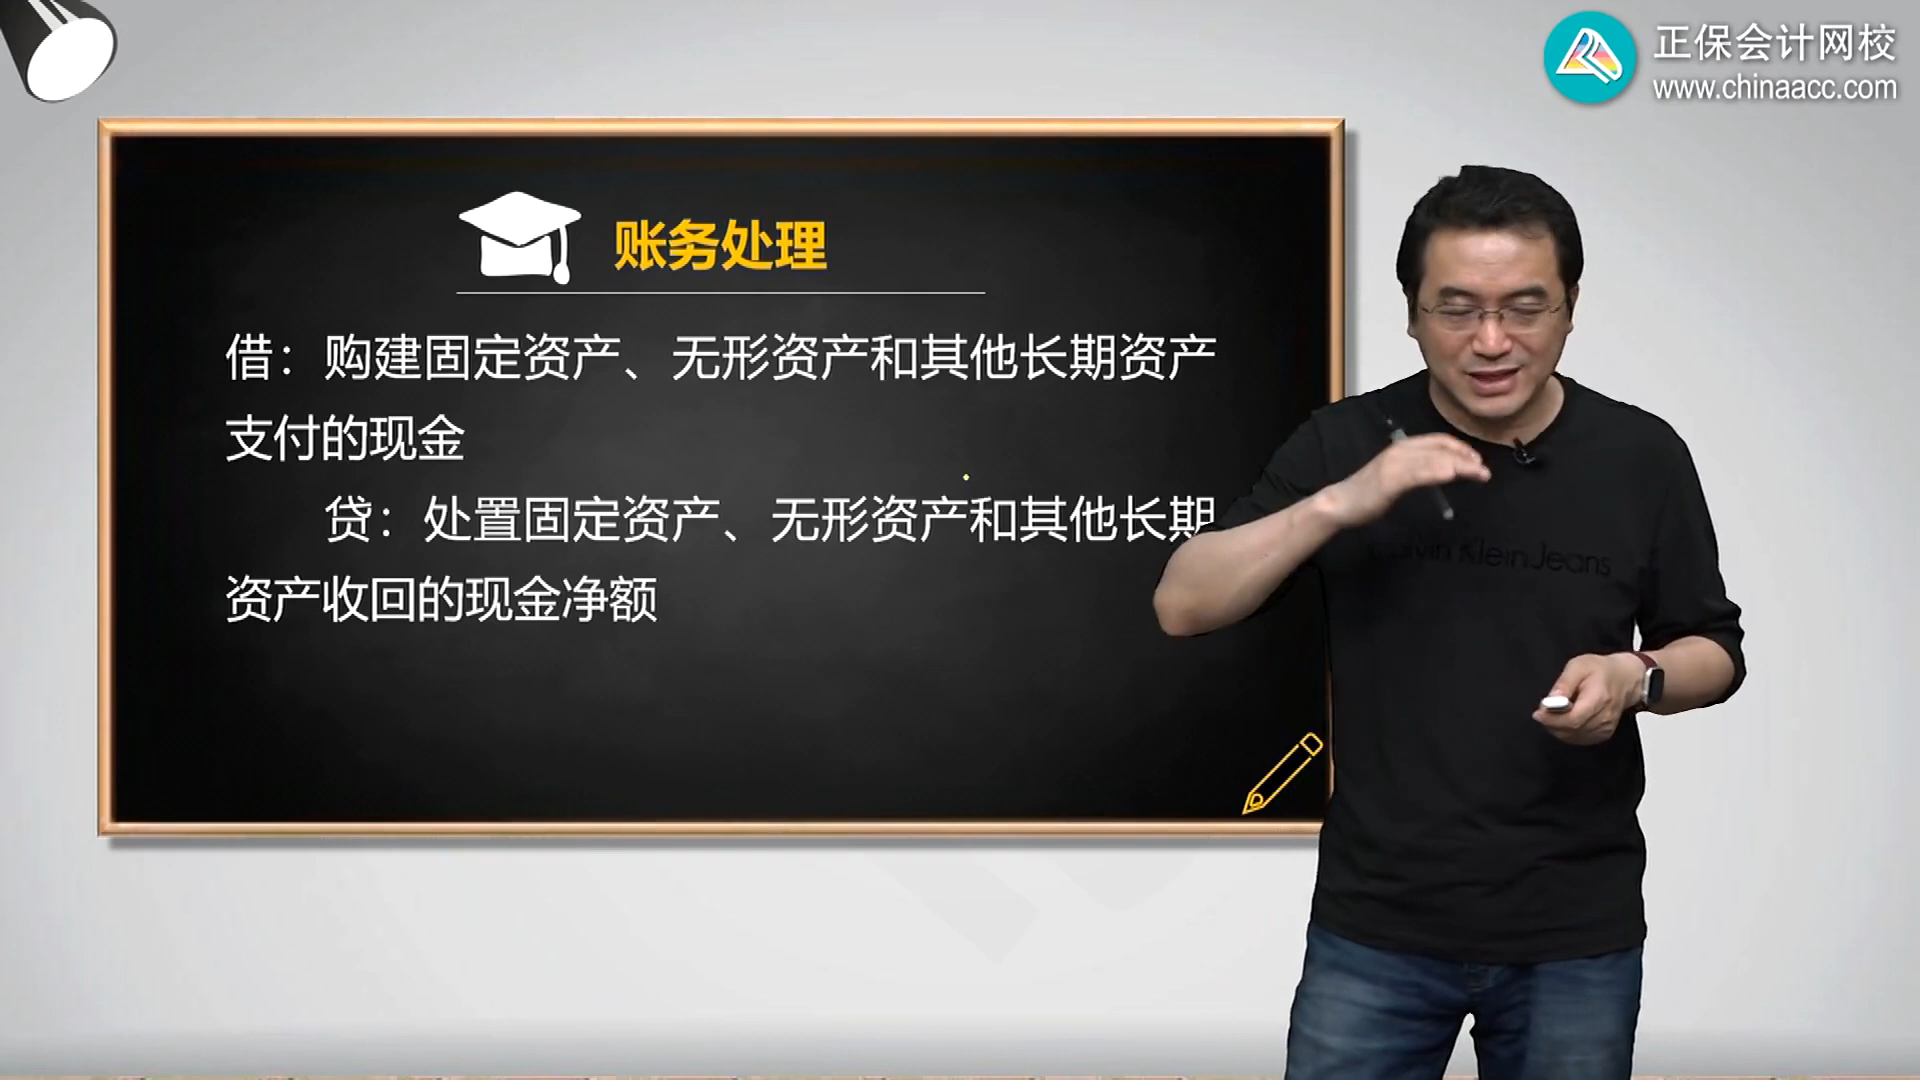 正保会计网校
www.chinaacc.com
账务处理
借：购建固定资产、无形资产和其他长期资产
支付的现金
贷：处置固定资产、无形资产和其他长期
资产收回的现金净额
Klein Jeans